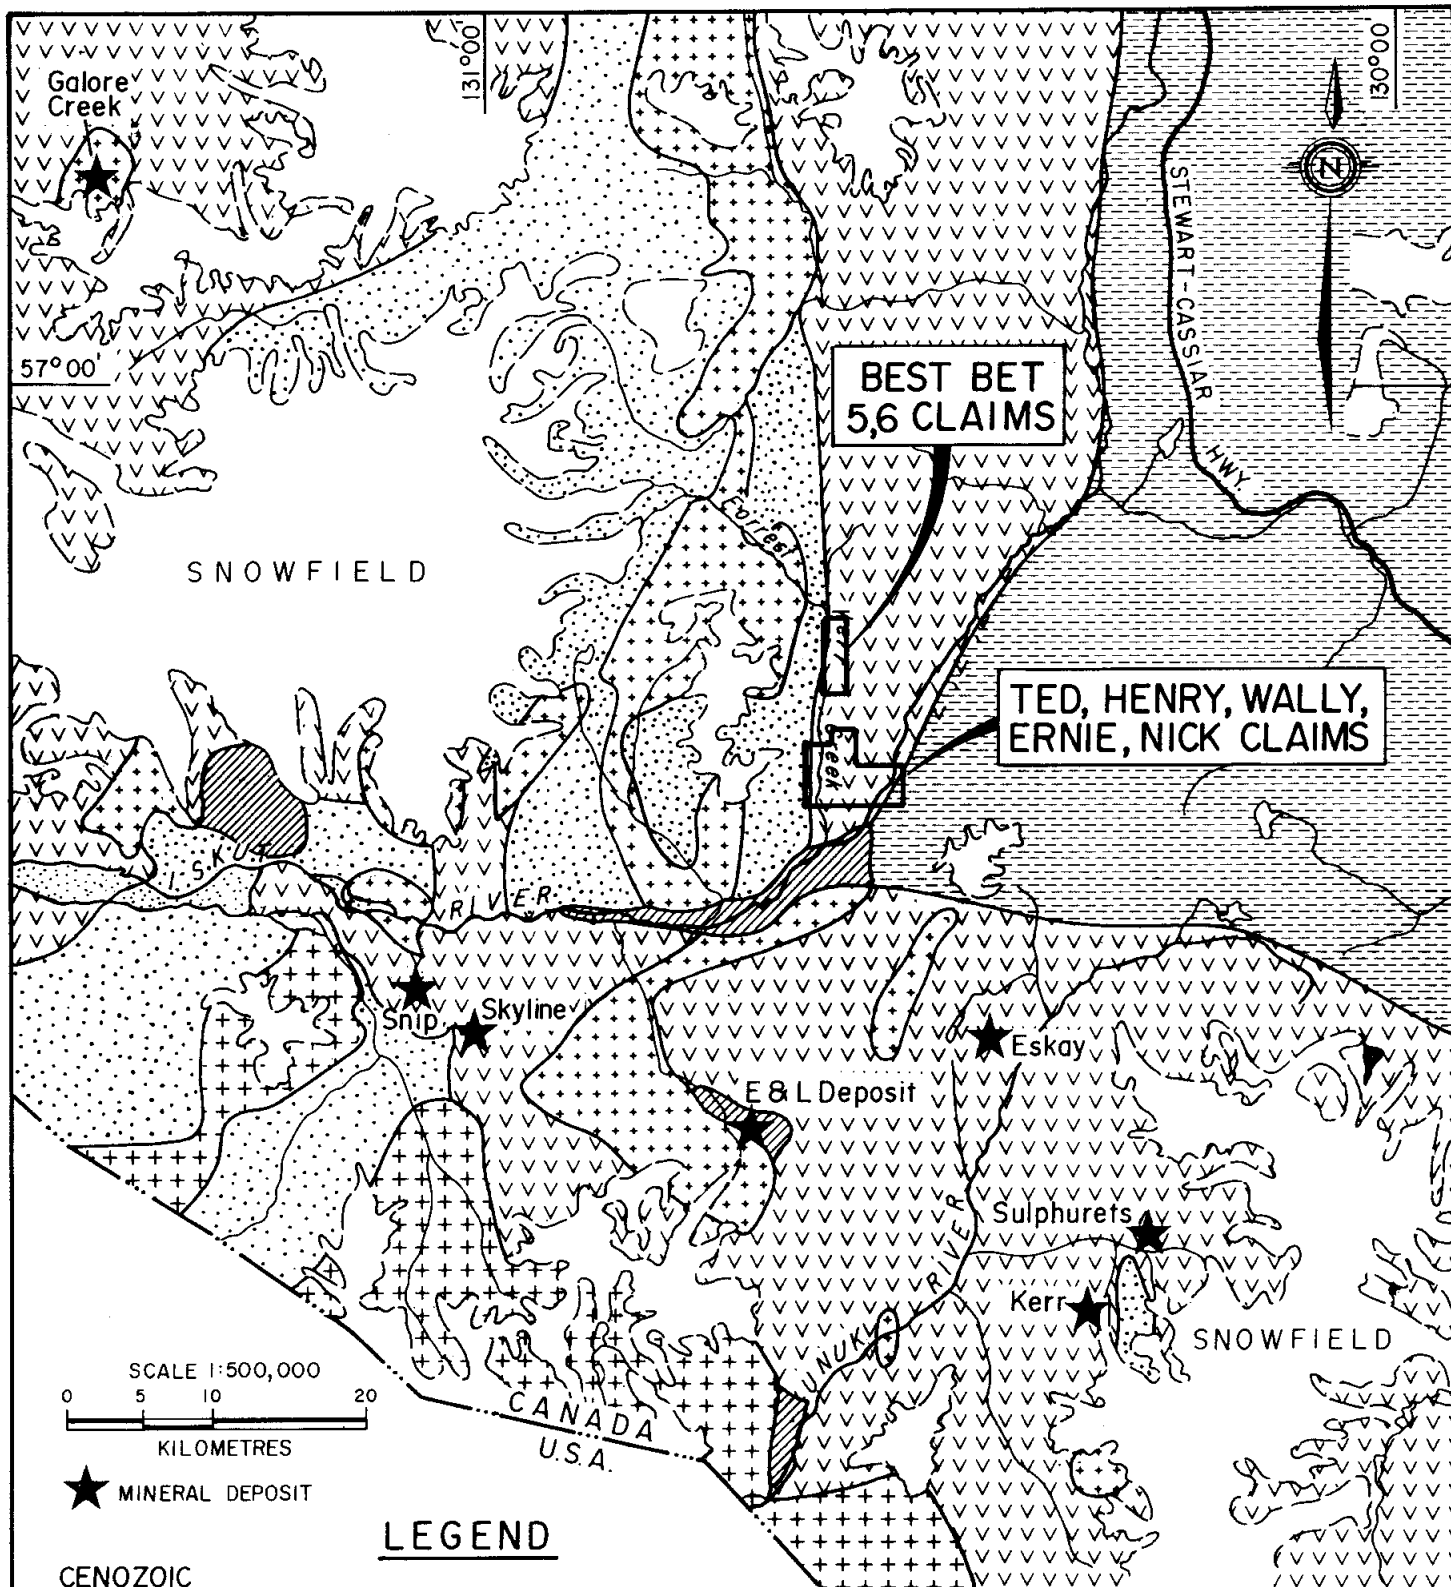 Galore
Creek
131°00'
130°00'
N
STEWART-CASSIAR
HWY
57°00'
BEST BET
5,6 CLAIMS
Forrest
SNOWFIELD
TED, HENRY, WALLY,
ERNIE, NICK CLAIMS
Creek
RIVER
Snip
Skyline
Eskay
E & L Deposit
Sulphurets
Kerr
SNOWFIELD
UNUK RIVER
SCALE 1:500,000
0 5 10 20
KILOMETRES
CANADA
U.S.A.
MINERAL DEPOSIT
LEGEND
CENOZOIC